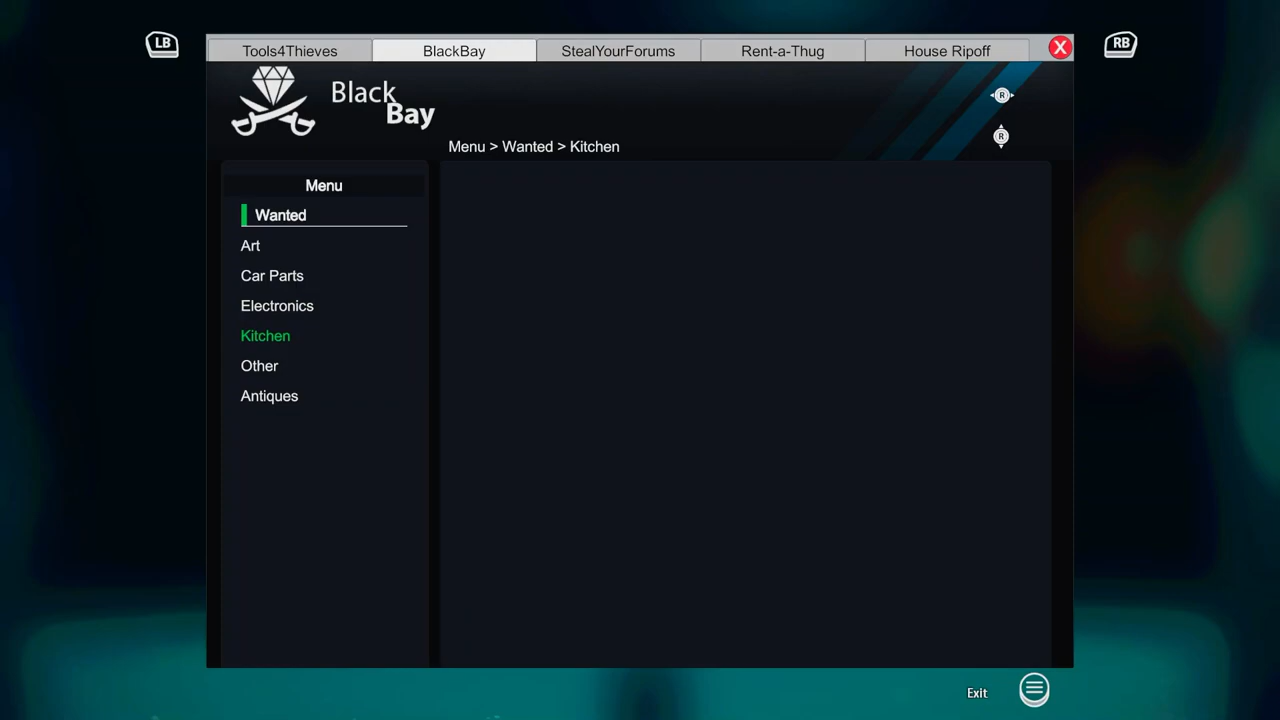 LB
Tools4Thieves
BlackBay
StealYourForums
Rent-a-Thug
House Ripoff
X
RB
Black
Bay
R
R
Menu > Wanted > Kitchen
Menu
Wanted
Art
Car Parts
Electronics
Kitchen
Other
Antiques
Exit